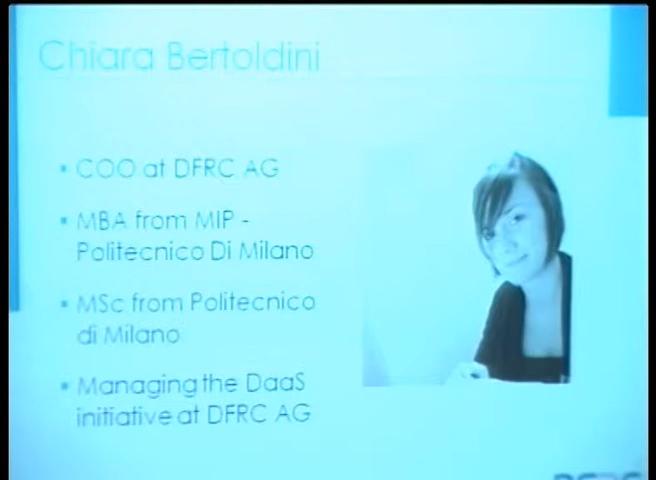 Chiara Bertoldini
▪ COO at DFRC AG
▪ MBA from MIP -
Politecnico Di Milano
▪ MSc from Politecnico
di Milano
▪ Managing the DaaS
initiative at DFRC AG